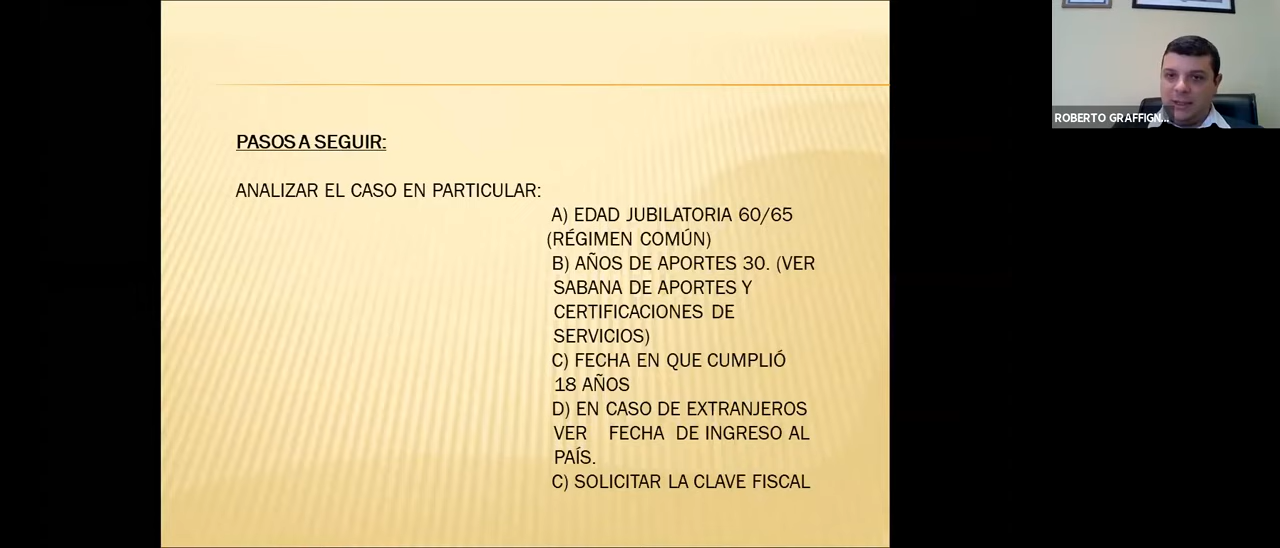 PASOS A SEGUIR:
ANALIZAR EL CASO EN PARTICULAR:
A) EDAD JUBILATORIA 60/65
(RÉGIMEN COMÚN)
B) AÑOS DE APORTES 30. (VER
SABANA DE APORTES Y
CERTIFICACIONES DE
SERVICIOS)
C) FECHA EN QUE CUMPLIÓ
18 AÑOS
D) EN CASO DE EXTRANJEROS
VER FECHA DE INGRESO AL
PAÍS.
C) SOLICITAR LA CLAVE FISCAL
ROBERTO GRAFFIGN...